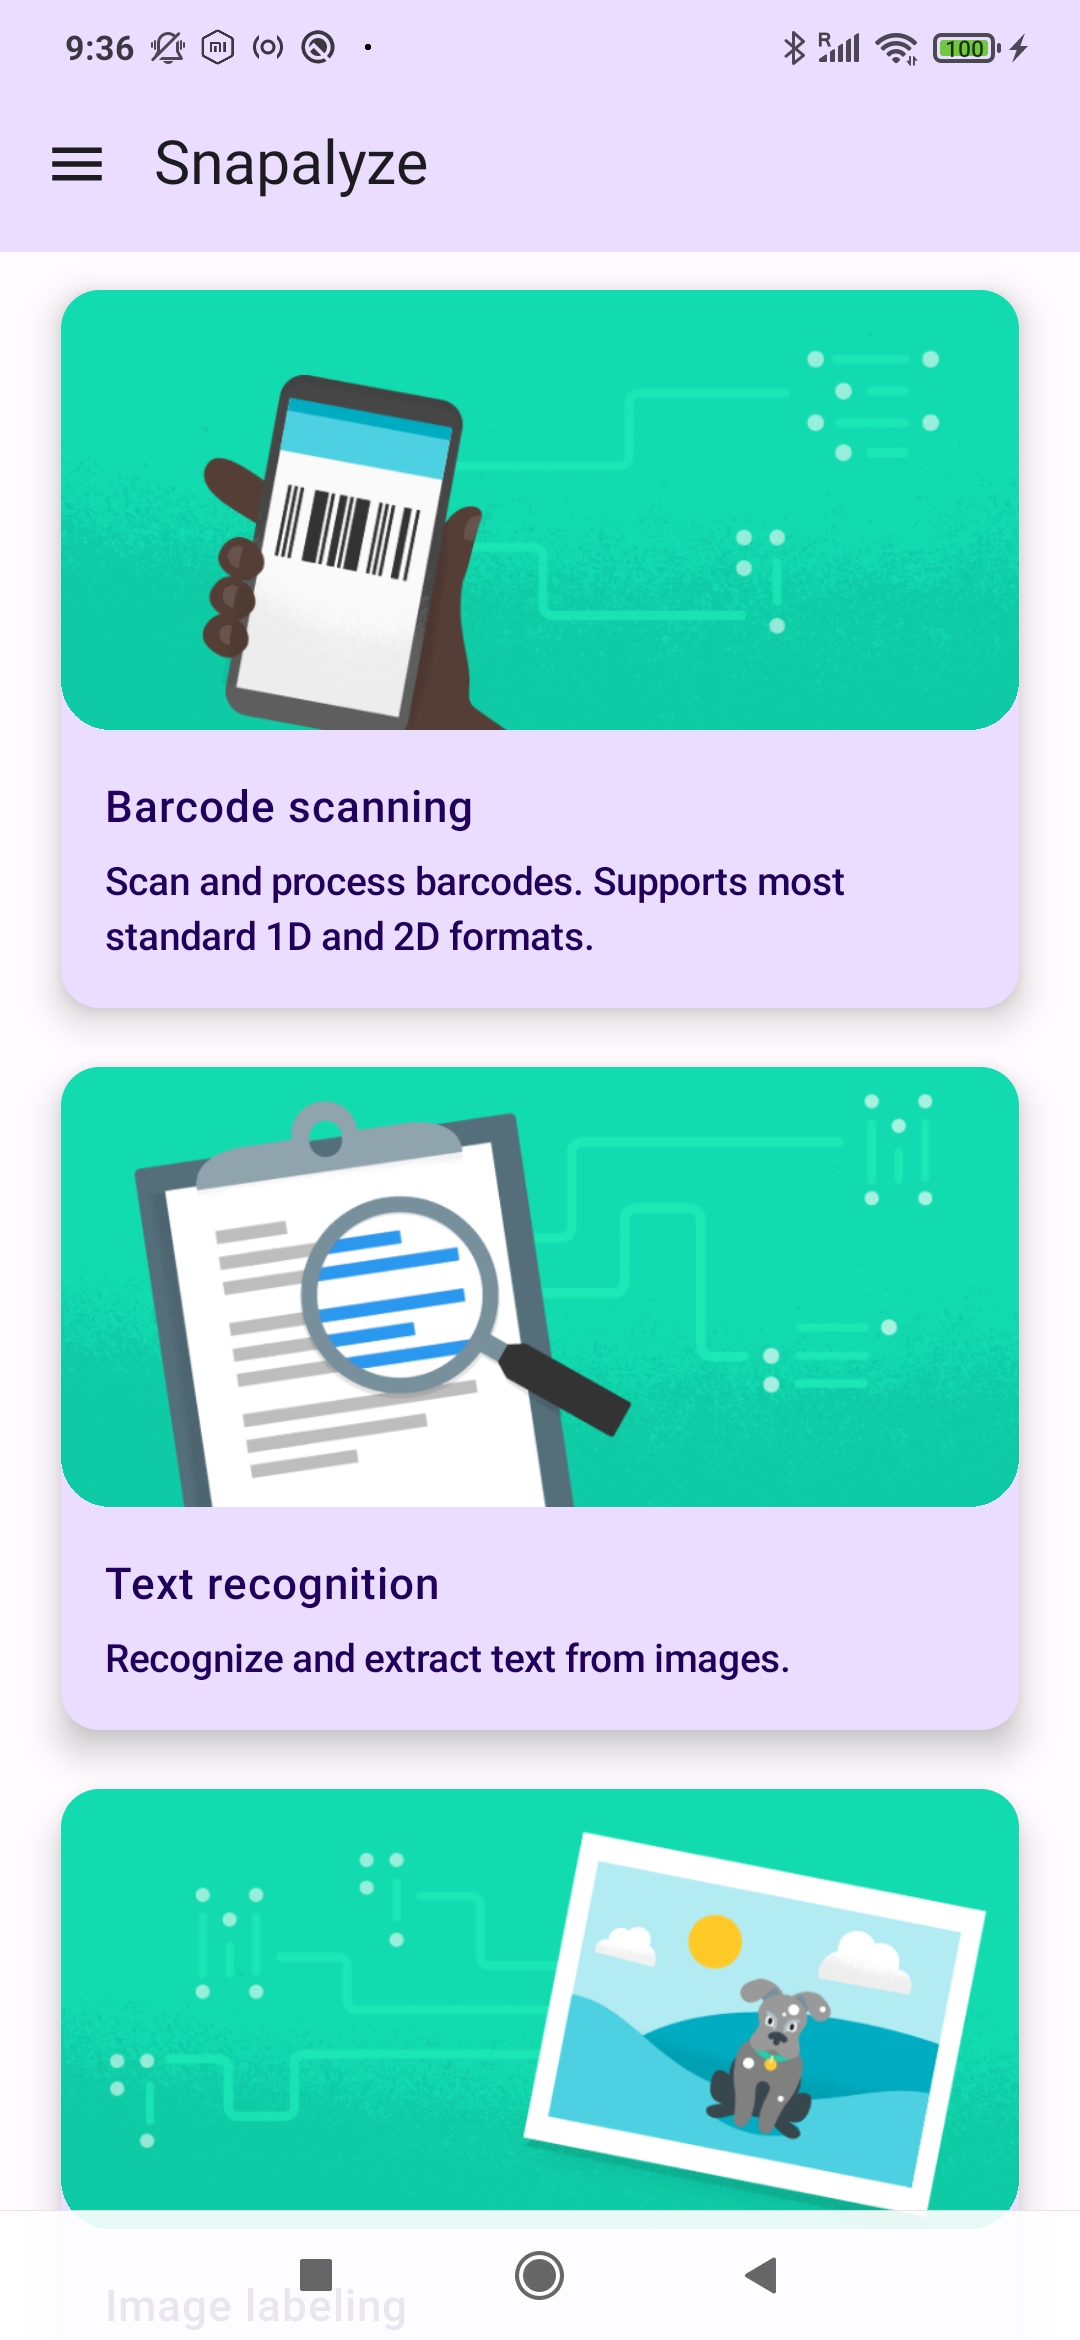 9:36
R
100
Snapalyze
Barcode scanning
Scan and process barcodes. Supports most
standard 1D and 2D formats.
Text recognition
Recognize and extract text from images.
Image labeling